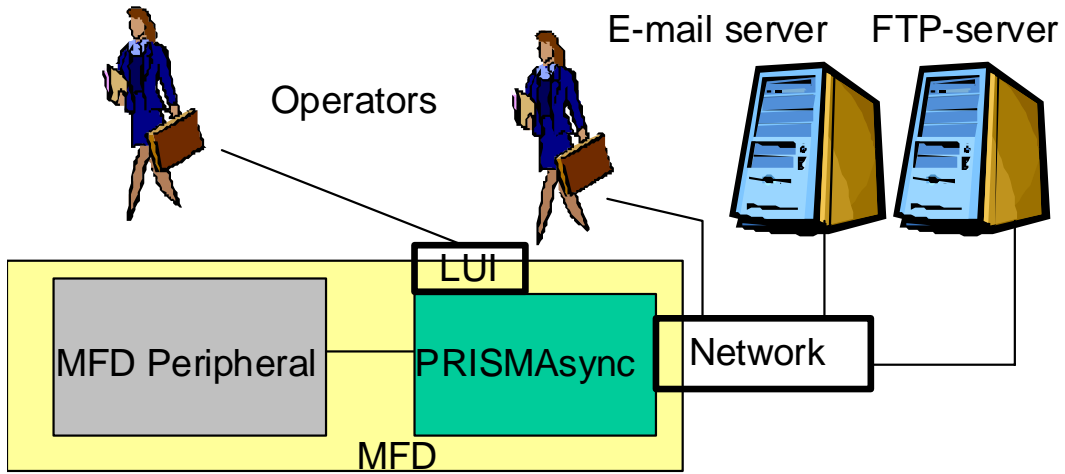 E-mail server
FTP-server
Operators
LUI
MFD Peripheral
PRISMAsync
Network
MFD